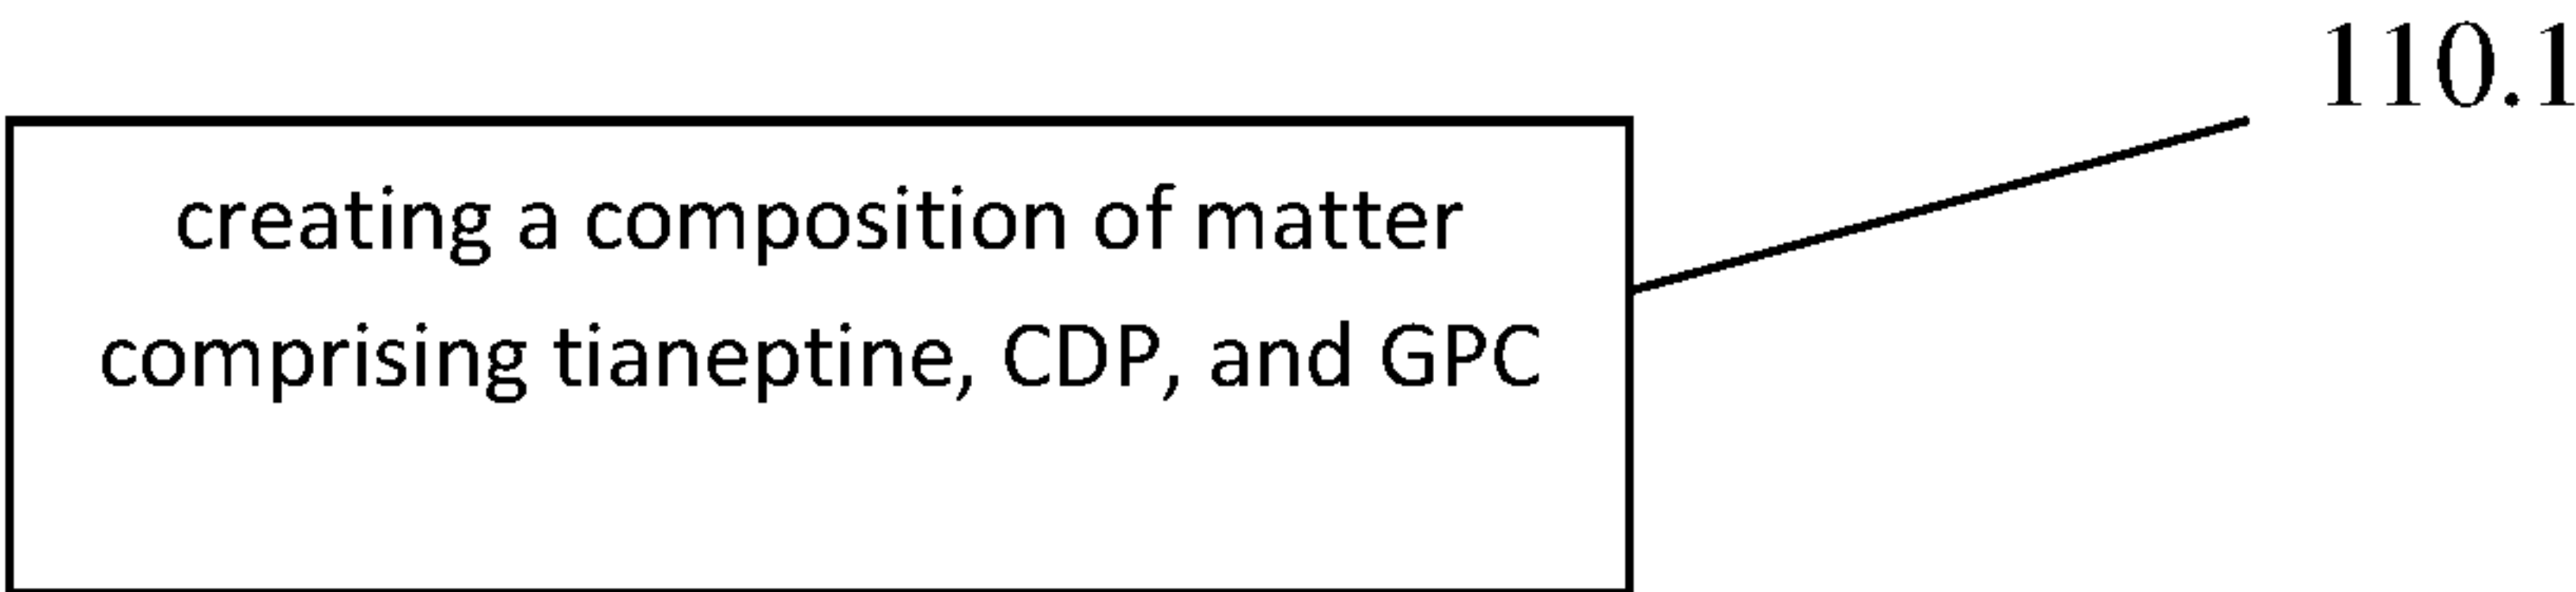 110.1
creating a composition of matter
comprising tianeptine, CDP, and GPC